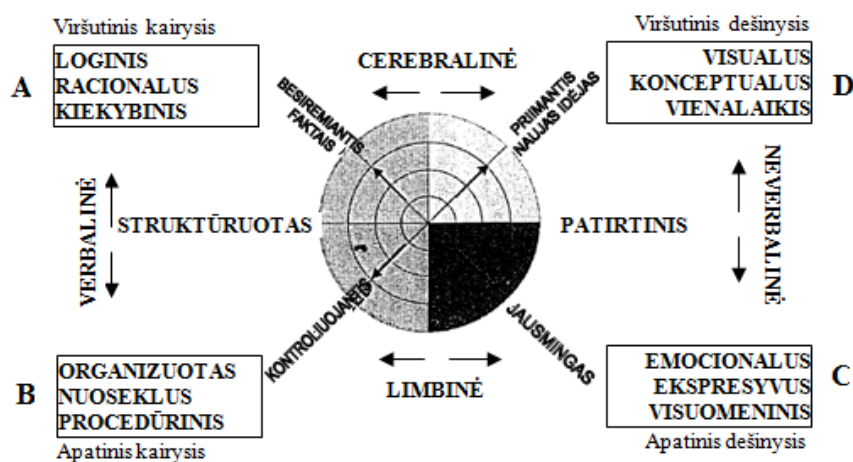 Viršutinis kairysis
Viršutinis dešinysis
A
LOGINIS
RACIONALUS
KIEKYBINIS
CEREBRALINĖ
VISUALUS
KONCEPTUALUS
VIENALAIKIS
D
BESIREMIANTIS
FAKTAIS
PRIIMANTIS
NAUJAS IDĖJAS
VERBALINĖ
STRUKTŪRUOTAS
PATIRTINIS
NEVERBALINĖ
JAUSMINGAS
B
ORGANIZUOTAS
NUOSEKLUS
PROCEDŪRINIS
LIMBINĖ
EMOCIONALUS
EKSPRESYVUS
VISUOMENINIS
C
Apatinis kairysis
Apatinis dešinysis